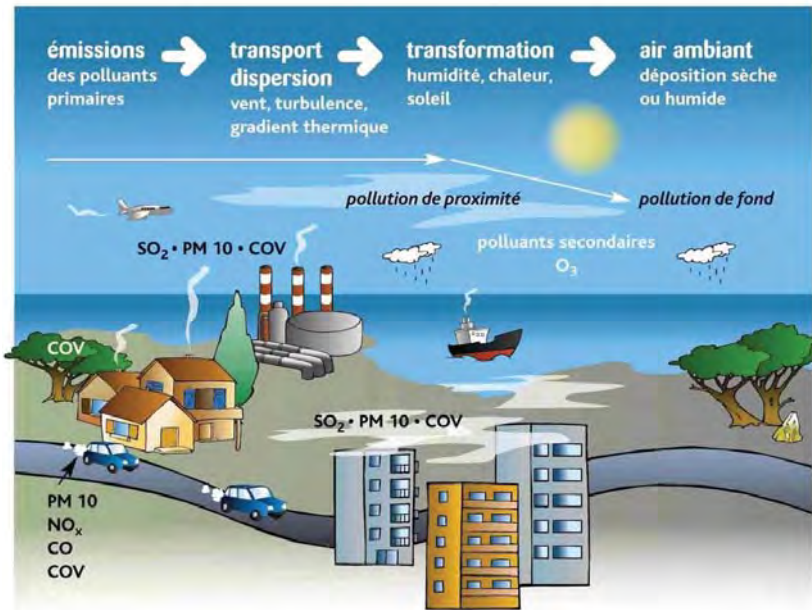 émissions
des polluants
primaires
transport
dispersion
vent, turbulence,
gradient thermique
transformation
humidité, chaleur,
soleil
air ambiant
déposition sèche
ou humide
pollution de proximité
pollution de fond
SO₂ • PM 10 • COV
polluants secondaires
O₃
COV
SO₂ • PM 10 • COV
PM 10
NOₓ
CO
COV